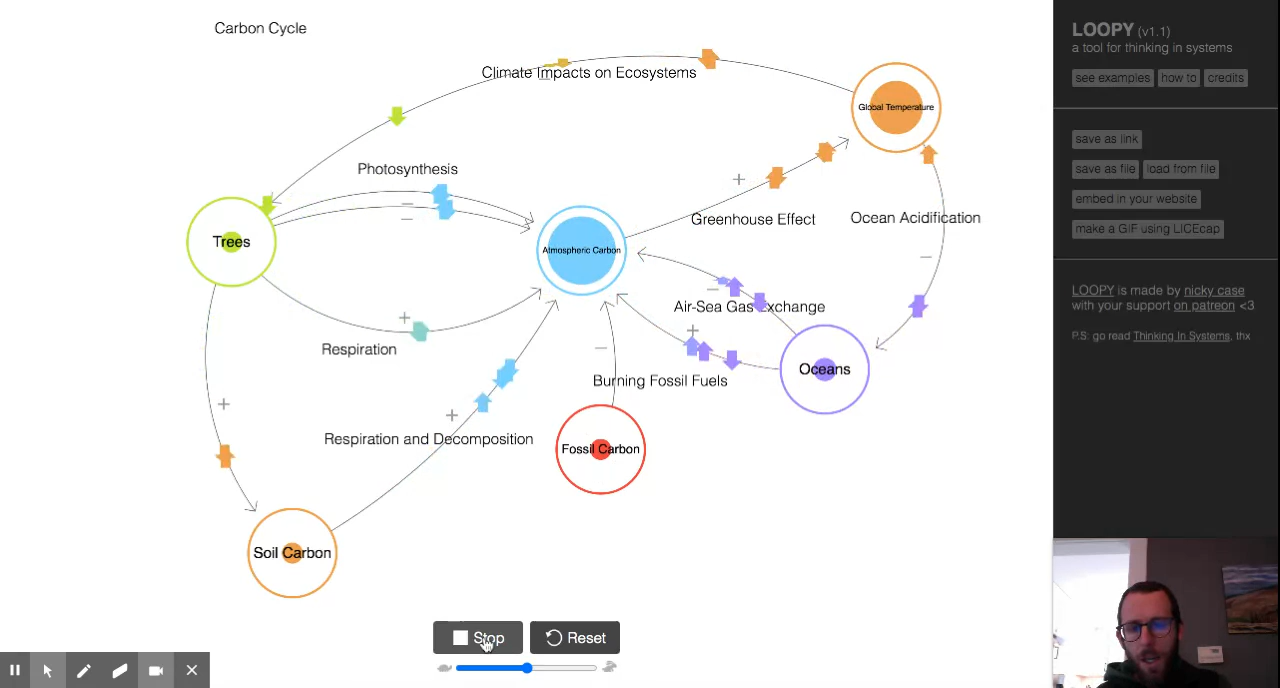 Carbon Cycle
Climate Impacts on Ecosystems
Global Temperature
Photosynthesis
+
Greenhouse Effect
Ocean Acidification
Trees
Atmospheric Carbon
Air-Sea Gas Exchange
+
+
Respiration
Oceans
Burning Fossil Fuels
+
+
Respiration and Decomposition
Fossil Carbon
Soil Carbon
Stop
Reset
LOOPY (v1.1)
a tool for thinking in systems
see examples how to credits
save as link
save as file load from file
embed in your website
make a GIF using LICEcap
LOOPY is made by nicky case
with your support on patreon <3
P.S: go read Thinking In Systems, thx